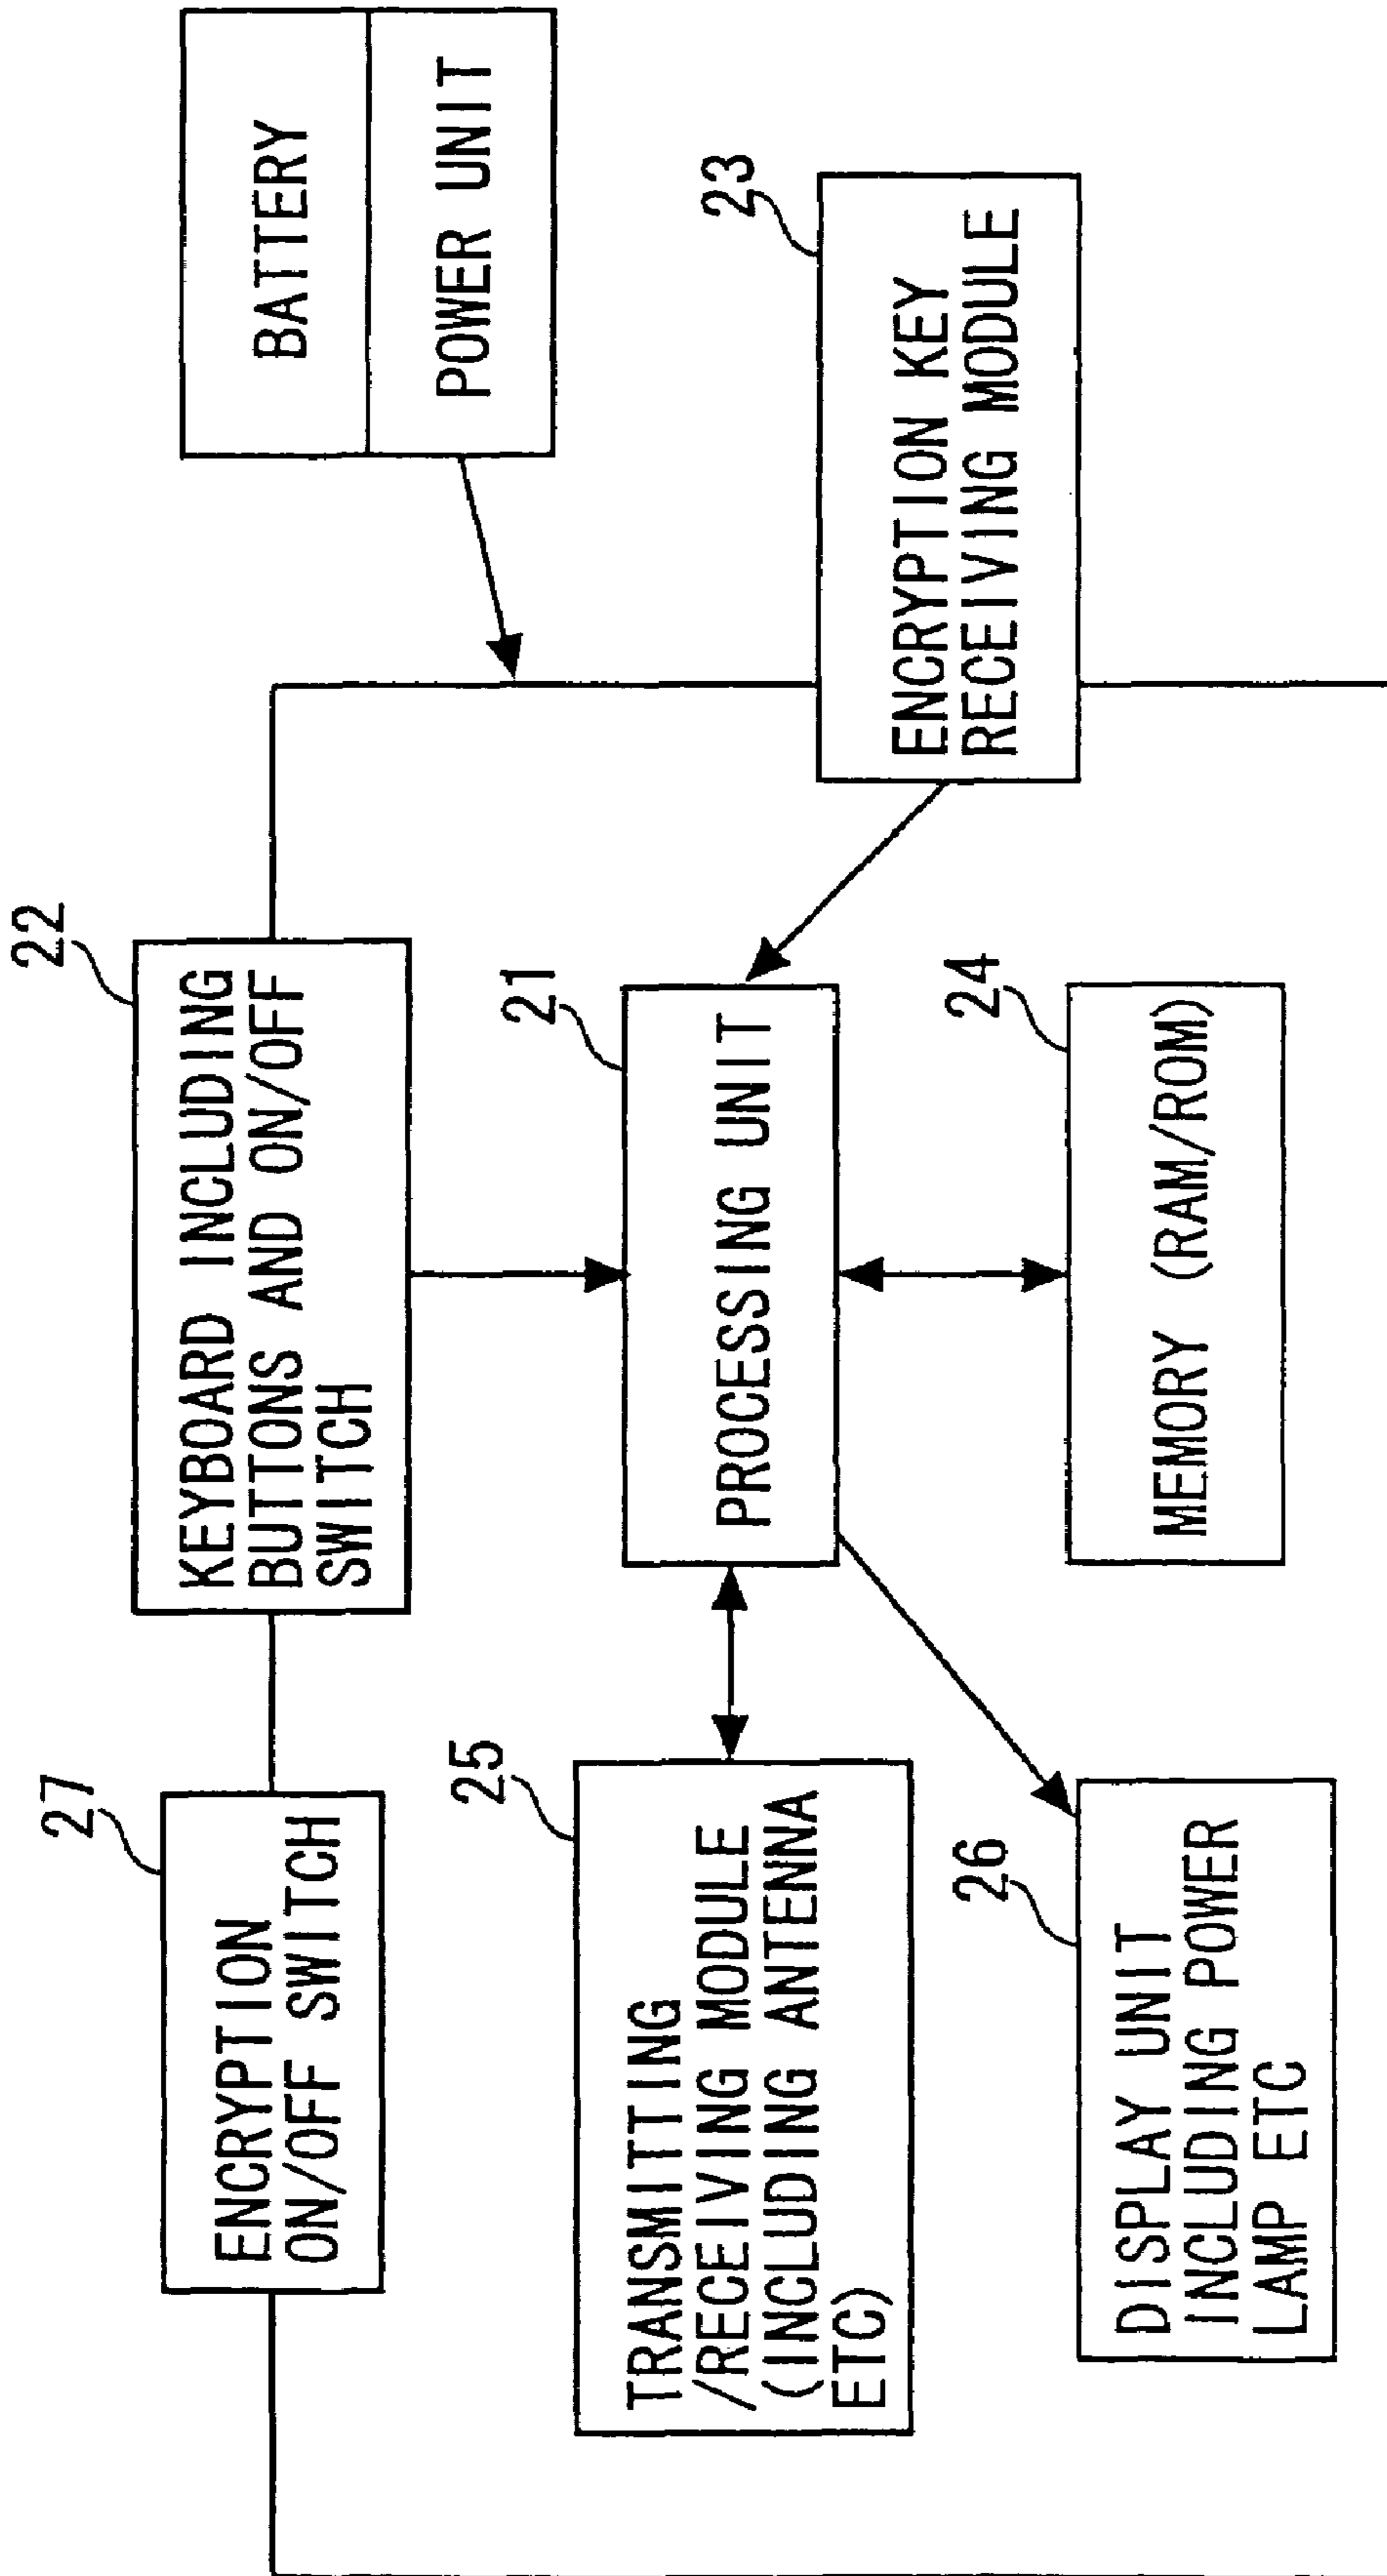 27
ENCRYPTION
ON/OFF SWITCH
22
KEYBOARD INCLUDING
BUTTONS AND ON/OFF
SWITCH
BATTERY
POWER UNIT
25
TRANSMITTING
/RECEIVING MODULE
(INCLUDING ANTENNA
ETC)
21
PROCESSING UNIT
23
ENCRYPTION KEY
RECEIVING MODULE
26
DISPLAY UNIT
INCLUDING POWER
LAMP ETC
24
MEMORY (RAM/ROM)